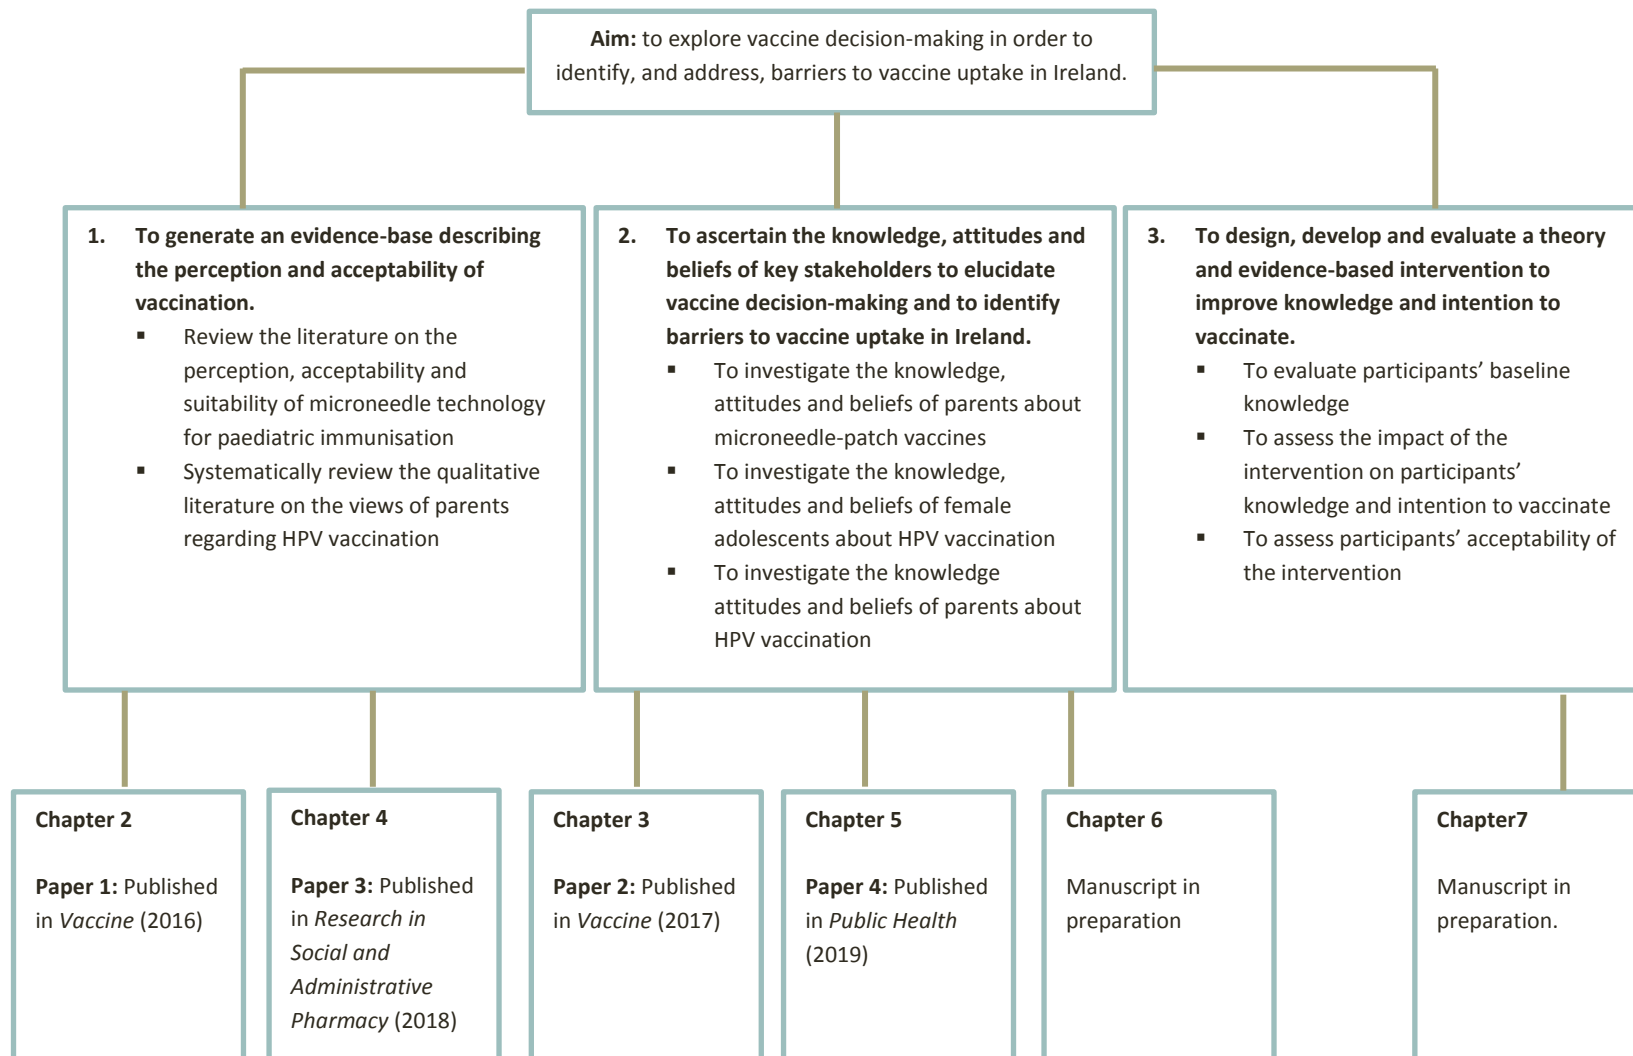 Aim: to explore vaccine decision-making in order to
identify, and address, barriers to vaccine uptake in Ireland.
1. To generate an evidence-base describing
the perception and acceptability of
vaccination.
▪ Review the literature on the
perception, acceptability and
suitability of microneedle technology
for paediatric immunisation
▪ Systematically review the qualitative
literature on the views of parents
regarding HPV vaccination
2. To ascertain the knowledge, attitudes and
beliefs of key stakeholders to elucidate
vaccine decision-making and to identify
barriers to vaccine uptake in Ireland.
▪ To investigate the knowledge,
attitudes and beliefs of parents about
microneedle-patch vaccines
▪ To investigate the knowledge,
attitudes and beliefs of female
adolescents about HPV vaccination
▪ To investigate the knowledge
attitudes and beliefs of parents about
HPV vaccination
3. To design, develop and evaluate a theory
and evidence-based intervention to
improve knowledge and intention to
vaccinate.
▪ To evaluate participants’ baseline
knowledge
▪ To assess the impact of the
intervention on participants’
knowledge and intention to vaccinate
▪ To assess participants’ acceptability of
the intervention
Chapter 2
Paper 1: Published
in Vaccine (2016)
Chapter 4
Paper 3: Published
in Research in
Social and
Administrative
Pharmacy (2018)
Chapter 3
Paper 2: Published
in Vaccine (2017)
Chapter 5
Paper 4: Published
in Public Health
(2019)
Chapter 6
Manuscript in
preparation
Chapter7
Manuscript in
preparation.